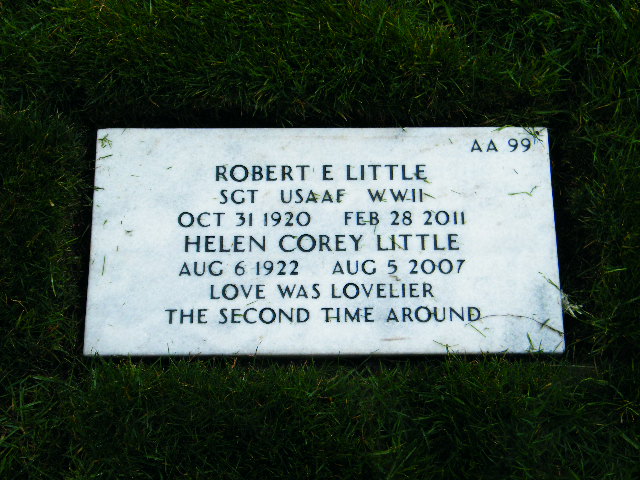 AA 99
ROBERT E LITTLE
SGT USAAF WWII
OCT 31 1920 FEB 28 2011
HELEN COREY LITTLE
AUG 6 1922 AUG 5 2007
LOVE WAS LOVELIER
THE SECOND TIME AROUND